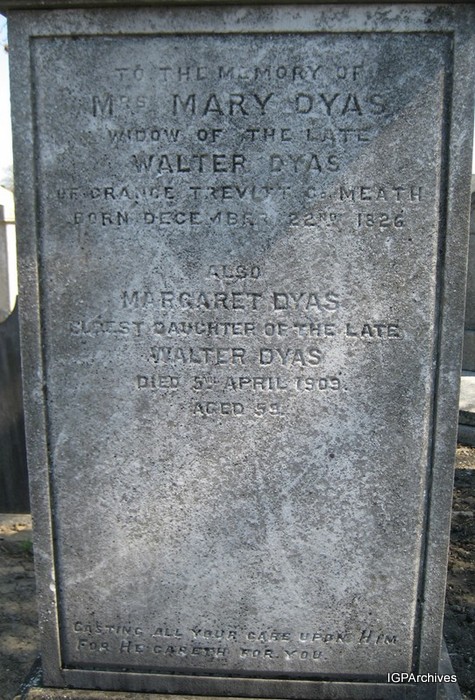 TO THE MEMORY OF
MRS MARY DYAS
WIDOW OF THE LATE
WALTER DYAS
OF GRANGE TREVITT CO MEATH
BORN DECEMBER 22ND 1826
ALSO
MARGARET DYAS
ELDEST DAUGHTER OF THE LATE
WALTER DYAS
DIED 5TH APRIL 1909.
AGED 59.
CASTING ALL YOUR CARE UPON HIM
FOR HE CARETH FOR YOU.
IGPArchives